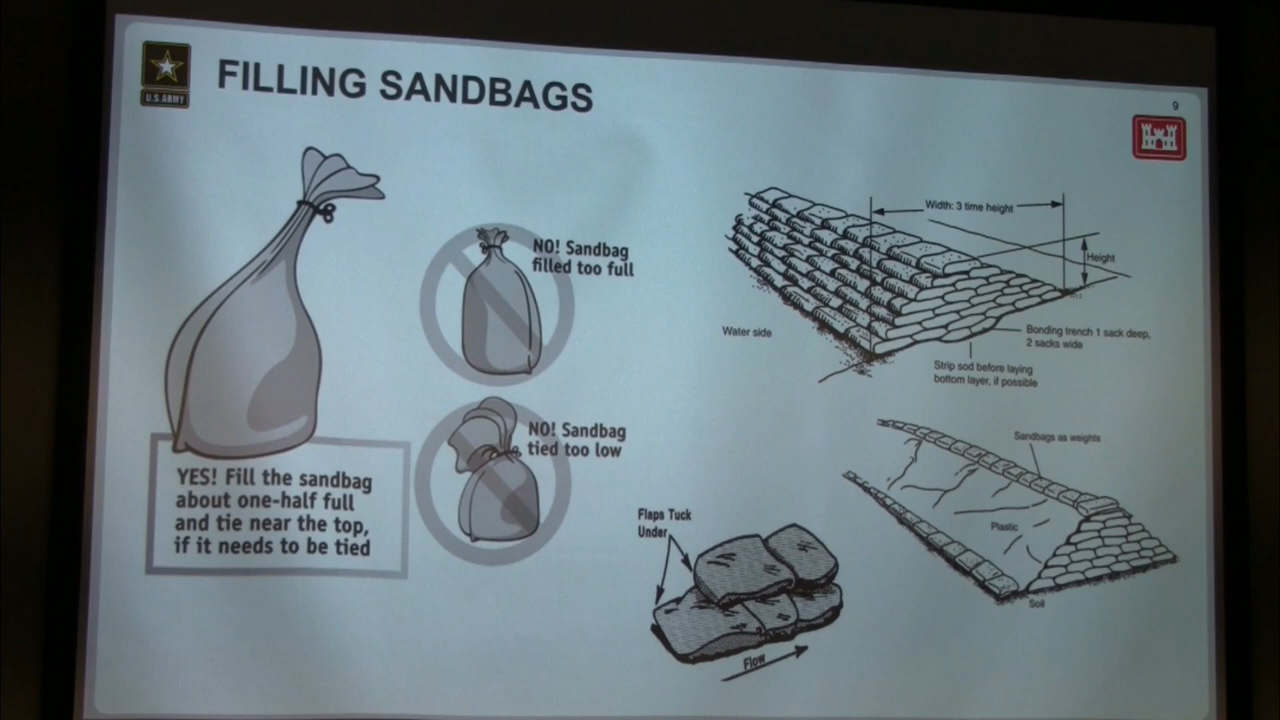 U.S. ARMY
FILLING SANDBAGS
9
YES! Fill the sandbag
about one-half full
and tie near the top,
if it needs to be tied
NO! Sandbag
filled too full
NO! Sandbag
tied too low
Width: 3 time height
Height
Water side
Bonding trench 1 sack deep,
2 sacks wide
Strip sod before laying
bottom layer, if possible
Sandbags as weights
Plastic
Soil
Flaps Tuck
Under
Flow